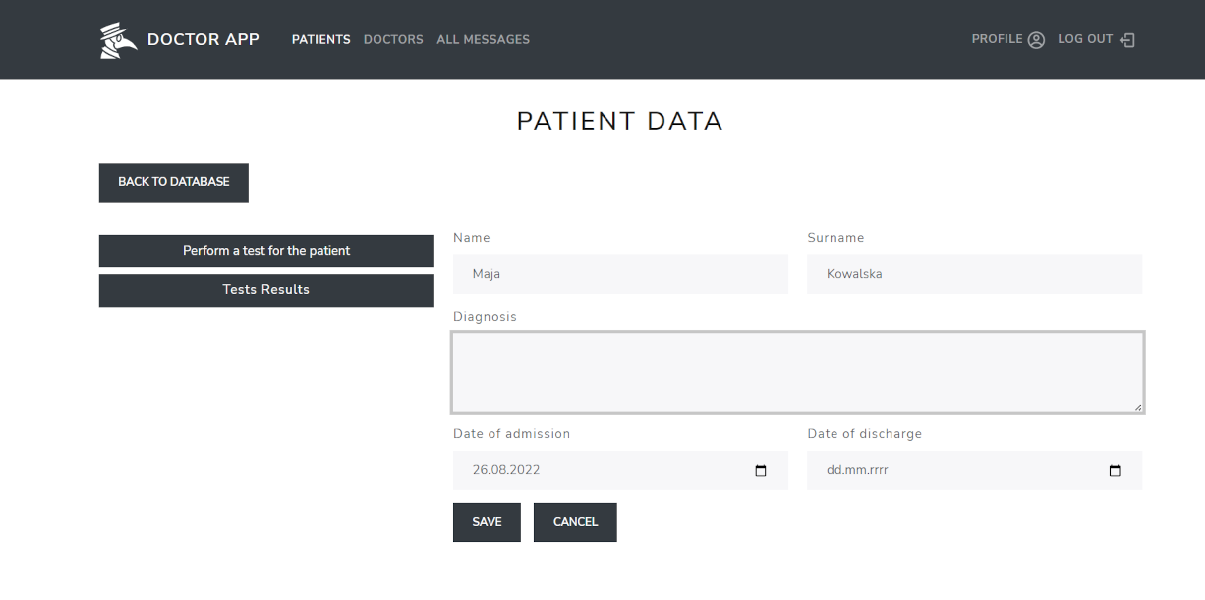 DOCTOR APP PATIENTS DOCTORS ALL MESSAGES PROFILE LOG OUT
PATIENT DATA
BACK TO DATABASE
Perform a test for the patient
Tests Results
Name Surname
Maja Kowalska
Diagnosis
Date of admission Date of discharge
26.08.2022 dd.mm.rrrr
SAVE CANCEL